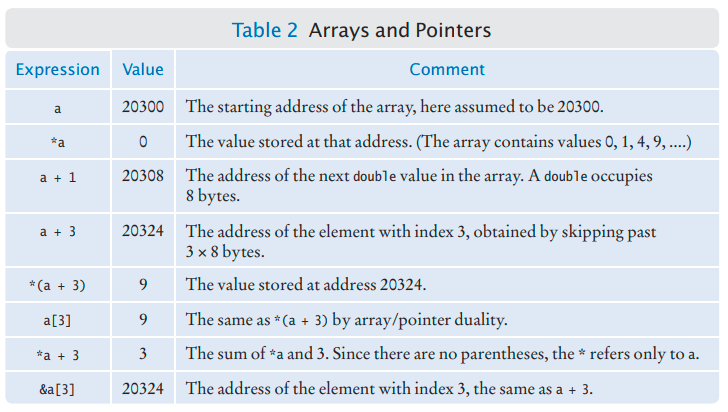 Table 2 Arrays and Pointers
Expression Value Comment
a 20300 The starting address of the array, here assumed to be 20300.
*a 0 The value stored at that address. (The array contains values 0, 1, 4, 9, ....)
a + 1 20308 The address of the next double value in the array. A double occupies
8 bytes.
a + 3 20324 The address of the element with index 3, obtained by skipping past
3 × 8 bytes.
*(a + 3) 9 The value stored at address 20324.
a[3] 9 The same as *(a + 3) by array/pointer duality.
*a + 3 3 The sum of *a and 3. Since there are no parentheses, the * refers only to a.
&a[3] 20324 The address of the element with index 3, the same as a + 3.